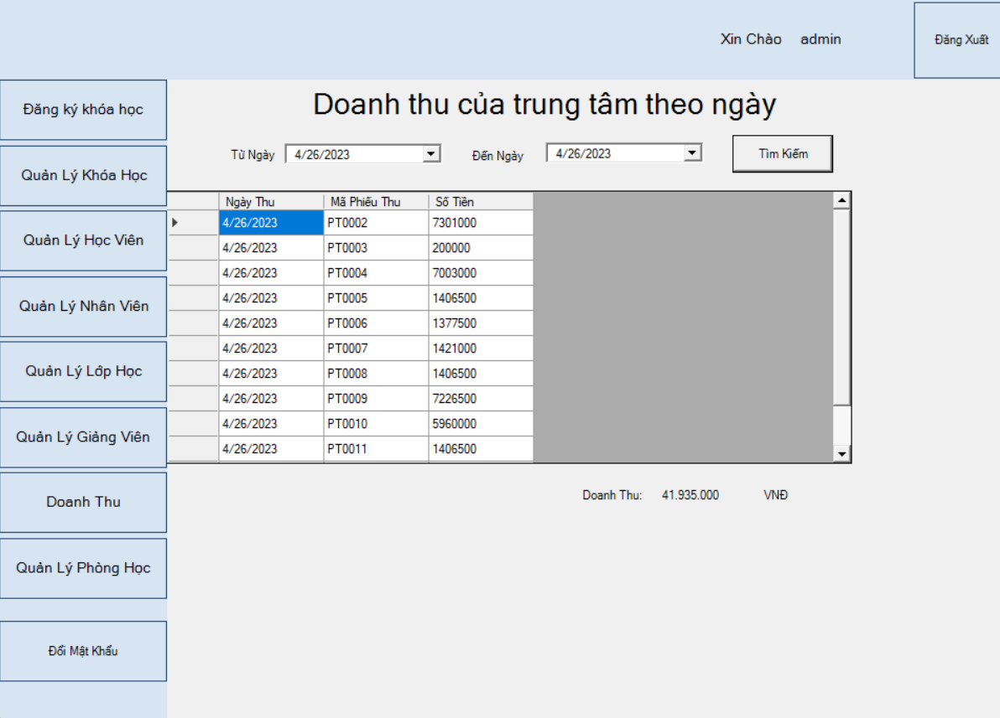 Xin Chào admin
Đăng Xuất
Đăng ký khóa học
Quản Lý Khóa Học
Quản Lý Học Viên
Quản Lý Nhân Viên
Quản Lý Lớp Học
Quản Lý Giảng Viên
Doanh Thu
Quản Lý Phòng Học
Đổi Mật Khẩu
Doanh thu của trung tâm theo ngày
Từ Ngày 4/26/2023 Đến Ngày 4/26/2023 Tìm Kiếm
Ngày Thu Mã Phiếu Thu Số Tiền
4/26/2023 PT0002 7301000
4/26/2023 PT0003 200000
4/26/2023 PT0004 7003000
4/26/2023 PT0005 1406500
4/26/2023 PT0006 1377500
4/26/2023 PT0007 1421000
4/26/2023 PT0008 1406500
4/26/2023 PT0009 7226500
4/26/2023 PT0010 5960000
4/26/2023 PT0011 1406500
Doanh Thu: 41.935.000 VNĐ